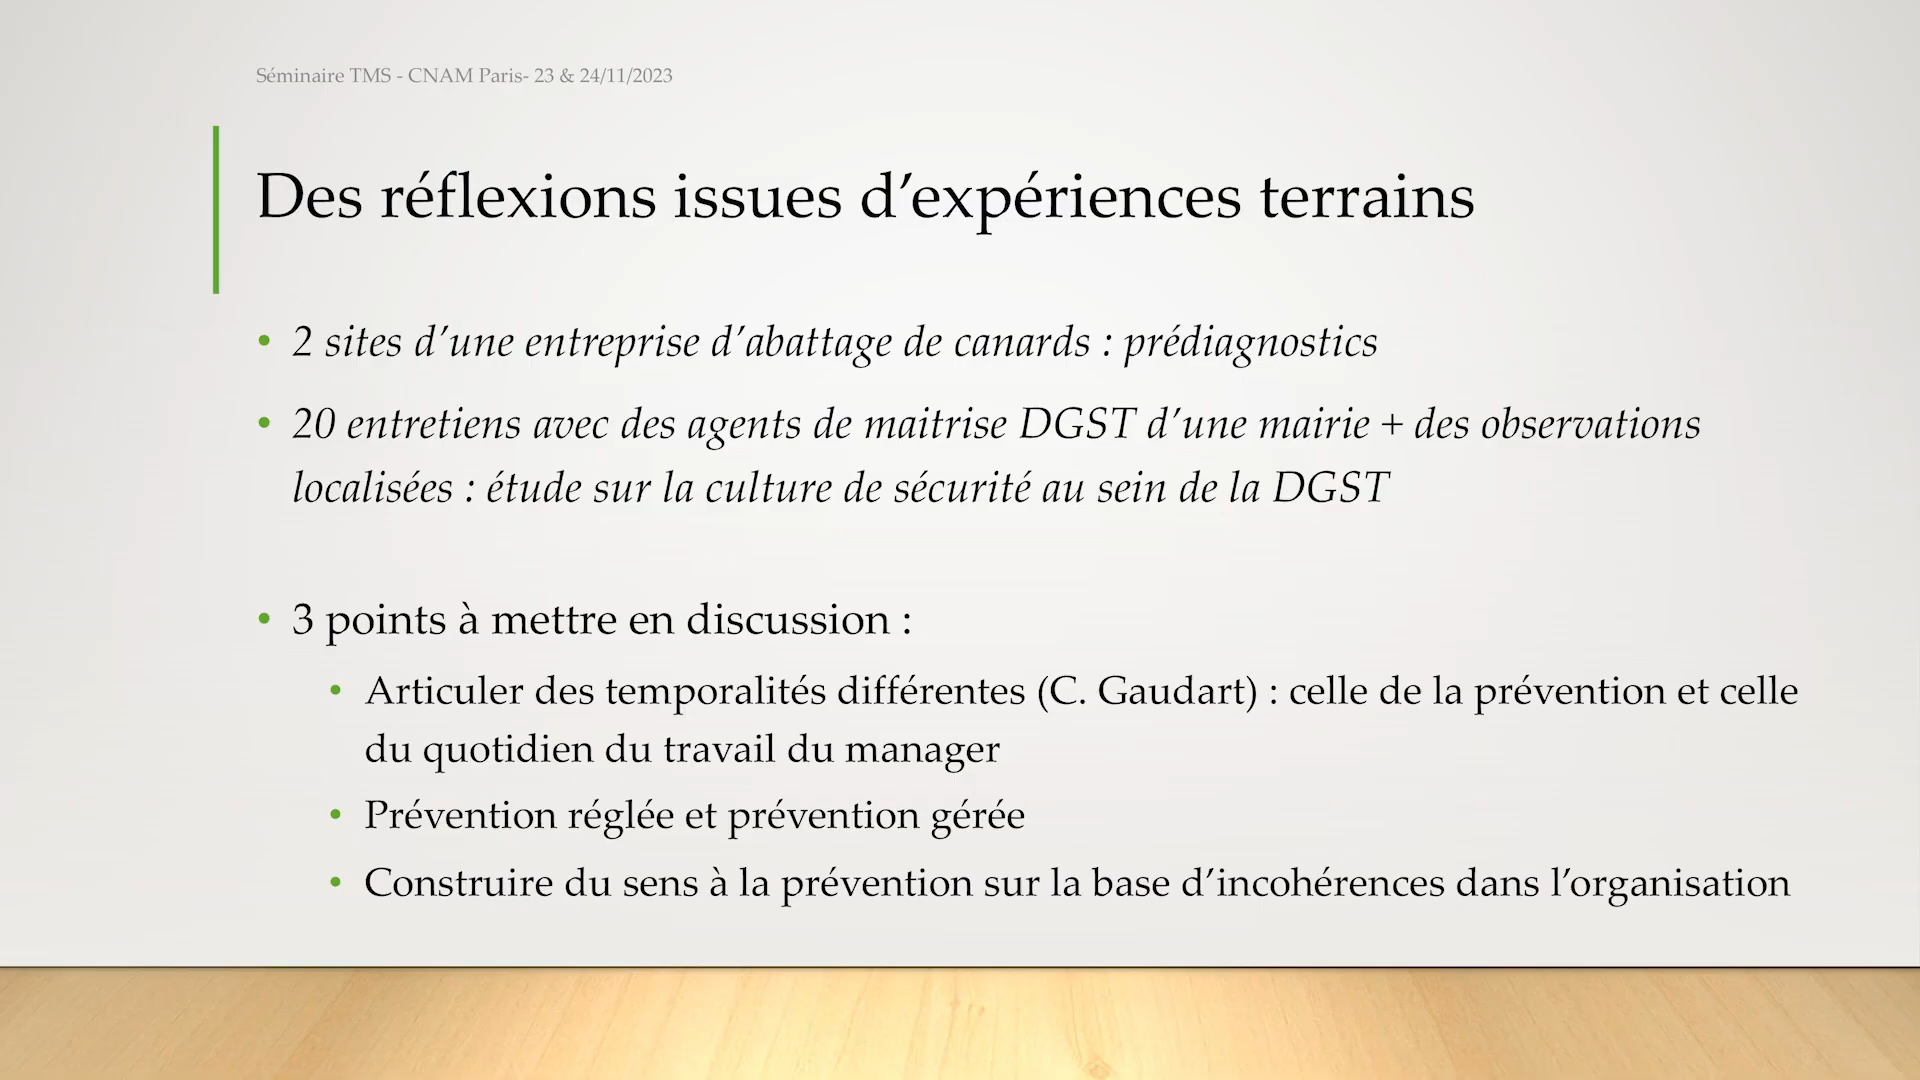 Séminaire TMS - CNAM Paris- 23 & 24/11/2023
Des réflexions issues d’expériences terrains
• 2 sites d’une entreprise d’abattage de canards : prédiagnostics
• 20 entretiens avec des agents de maitrise DGST d’une mairie + des observations
localisées : étude sur la culture de sécurité au sein de la DGST
• 3 points à mettre en discussion :
• Articuler des temporalités différentes (C. Gaudart) : celle de la prévention et celle
du quotidien du travail du manager
• Prévention réglée et prévention gérée
• Construire du sens à la prévention sur la base d’incohérences dans l’organisation